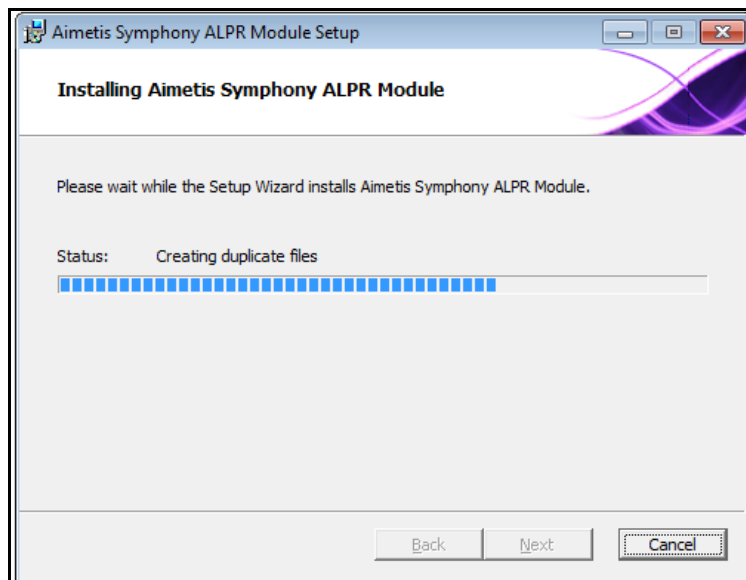 Aimetis Symphony ALPR Module Setup
Installing Aimetis Symphony ALPR Module
Please wait while the Setup Wizard installs Aimetis Symphony ALPR Module.
Status: Creating duplicate files
Back Next Cancel